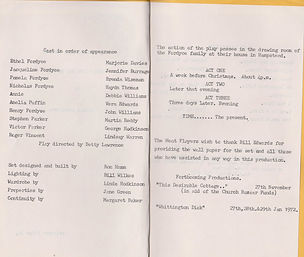 Cast in order of appearance
Ethel Fordyce Marjorie Davies
Jacqueline Fordyce Jennifer Burrage
Pamela Fordyce Brenda Wiseman
Nicholas Fordyce Haydn Thomas
Annie Debbie Williams
Amelia Puffin Vera Edwards
Henry Fordyce John Williams
Stephen Parker Martin Reddy
Victor Forker George Hodkinson
Roger Vincent Lindsay Warren
Play directed by Betty Lawrence
Set designed and built by Ron Home
Lighting by Bill Wilkes
Wardrobe by Linda Hodkinson
Properties by Jane Green
Continuity by Margaret Baker
The action of the play passes in the drawing room of
the Fordyce family at their house in Hampstead.
ACT ONE
A week before Christmas. About 4p.m.
ACT TWO
Later that evening
ACT THREE
Three days later. Evening
TIME....... The present.
The Moat Players wish to thank Bill Edwards for
providing the wall paper for the set and all those
who have assisted in any way in this production.
Forthcoming Productions.
"This Desirable Cottage.." 27th November
(in aid of the Church Funds)
"Whittington Dick" 27th,28th.&29th Jan 1972.